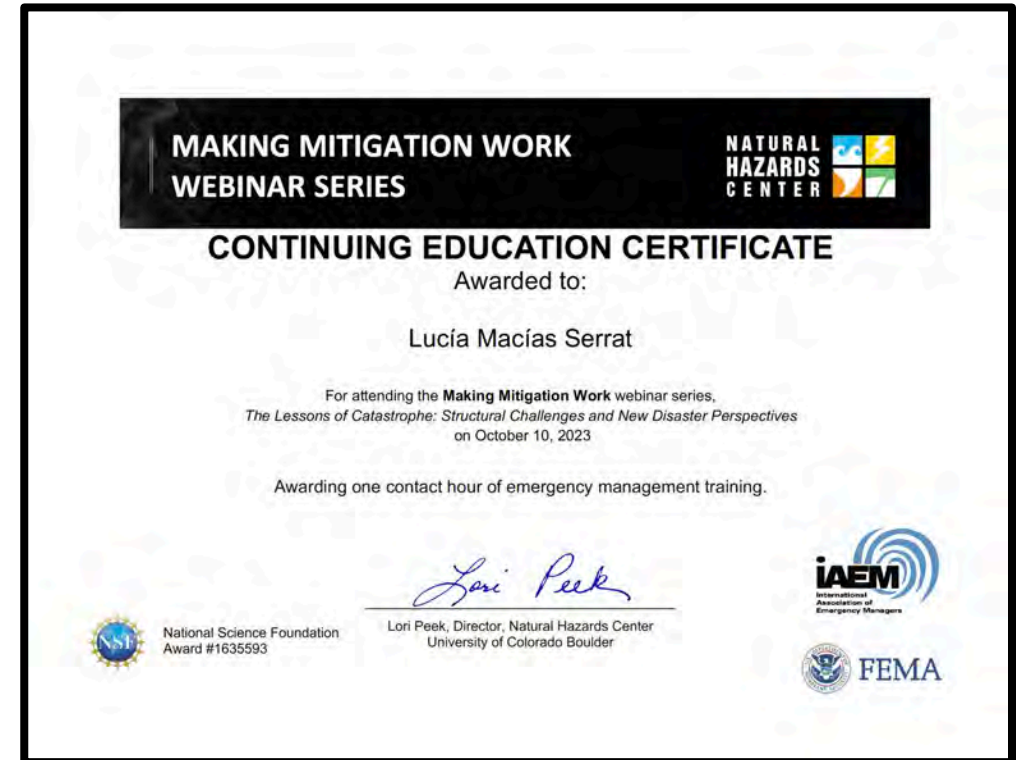 MAKING MITIGATION WORK
WEBINAR SERIES
NATURAL
HAZARDS
CENTER
CONTINUING EDUCATION CERTIFICATE
Awarded to:
Lucía Macías Serrat
For attending the Making Mitigation Work webinar series,
The Lessons of Catastrophe: Structural Challenges and New Disaster Perspectives
on October 10, 2023
Awarding one contact hour of emergency management training.
Lori Peek
Lori Peek, Director, Natural Hazards Center
University of Colorado Boulder
NSF
National Science Foundation
Award #1635593
iAEM
International
Association of
Emergency Managers
FEMA